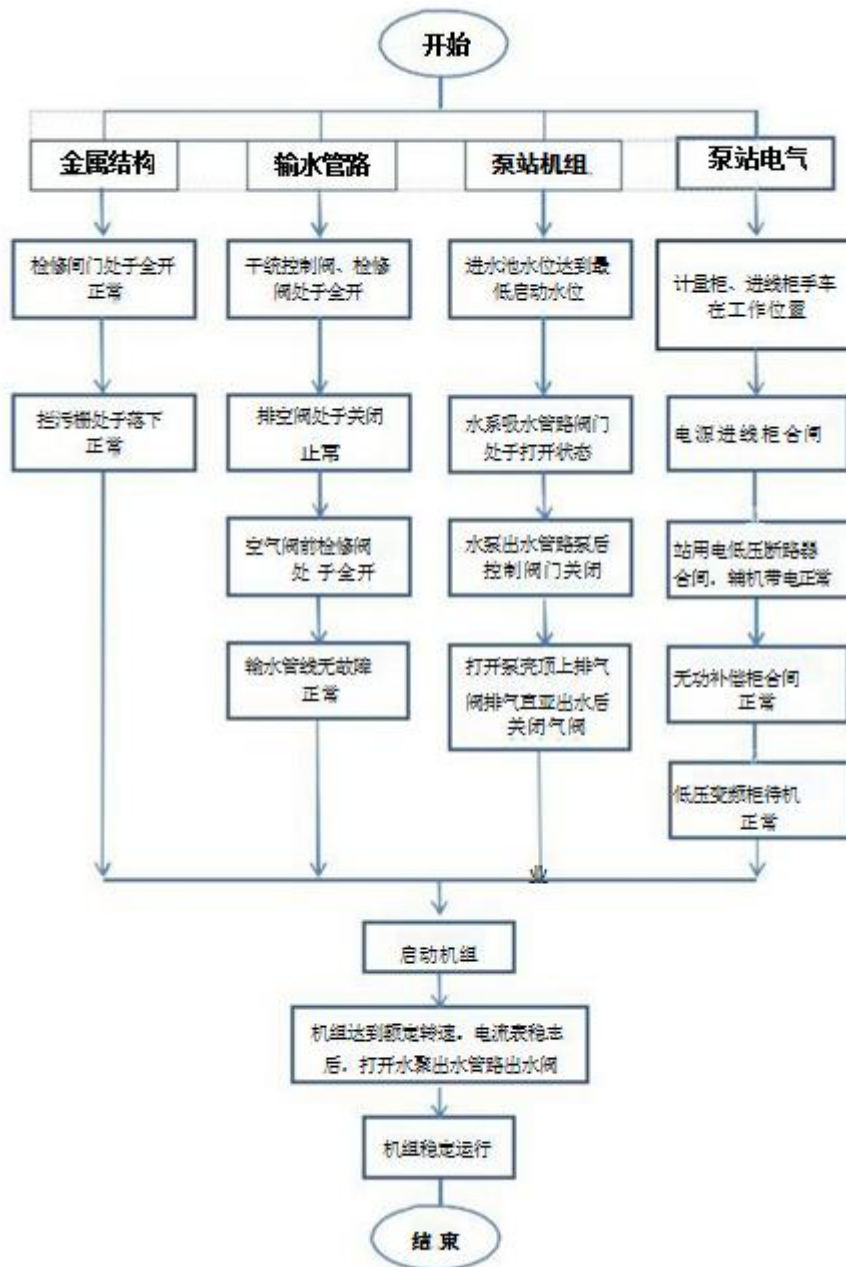 开始
金属结构
输水管路
泵站机组
泵站电气
检修闸门处于全开
正常
拦污栅处于落下
正常
干统控制阀、检修
阀处于全开
排空阀处于关闭
止常
空气阀前检修阀
处 于全开
输水管线无故障
正常
进水池水位达到最
低启动水位
水系吸水管路阀门
处于打开状态
水泵出水管路泵后
控制阀门关闭
打开泵壳顶上排气
阀排气直亚出水后
关闭气阀
业
计量柜、进线柜手车
在工作位置
电源进线柜合闸
站用电低压断路器
合闸，辅机带电正常
无功补偿柜合闸
正常
低压变频柜待机
正常
启动机组
机组达到额定转速，电流表稳志
后，打开水聚出水管路出水阀
机组稳定运行
结 束